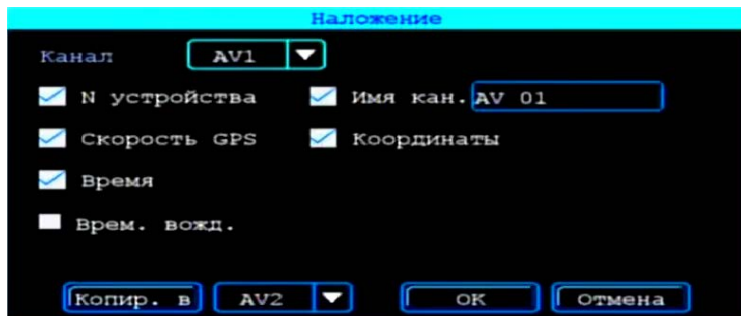 Наложение
Канал AV1
N устройства Имя кан. AV 01
Скорость GPS Координаты
Время
Врем. вожд.
Копир. в AV2 OK Отмена